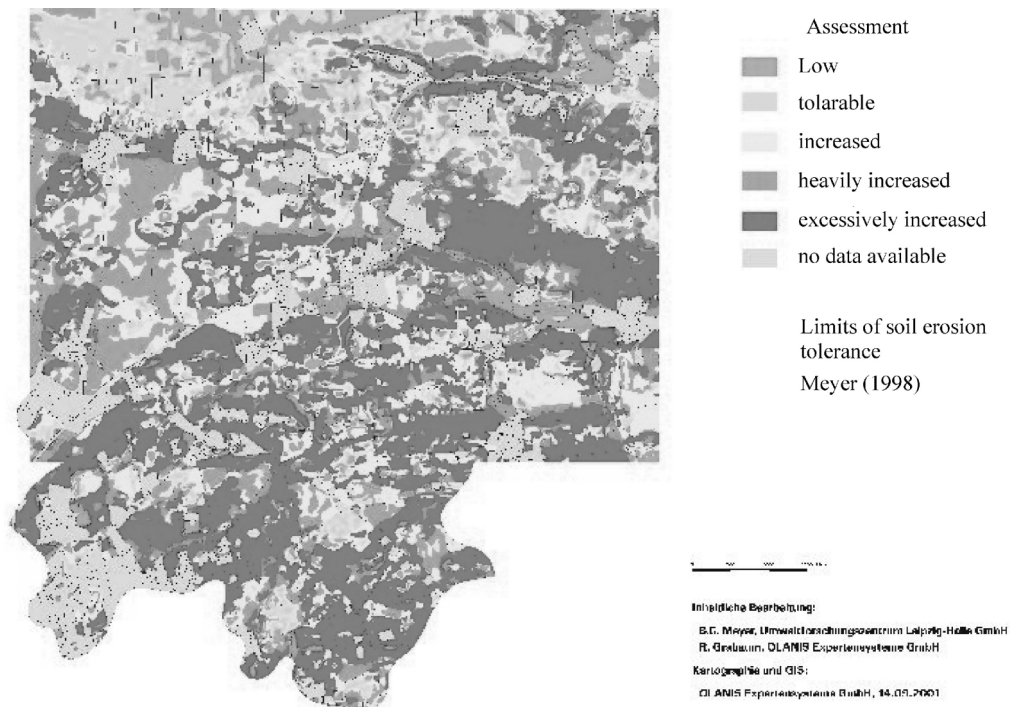 Assessment
Low
tolarable
increased
heavily increased
excessively increased
no data available
Limits of soil erosion
tolerance
Meyer (1998)
Inhaltliche Bearbeitung:
B.C. Meyer, Umweltforschungszentrum Leipzig-Halle GmbH
R. Grabaum, OLANIS Expertensysteme GmbH
Kartographie und GIS:
OLANIS Expertensysteme GmbH, 14.09.2001